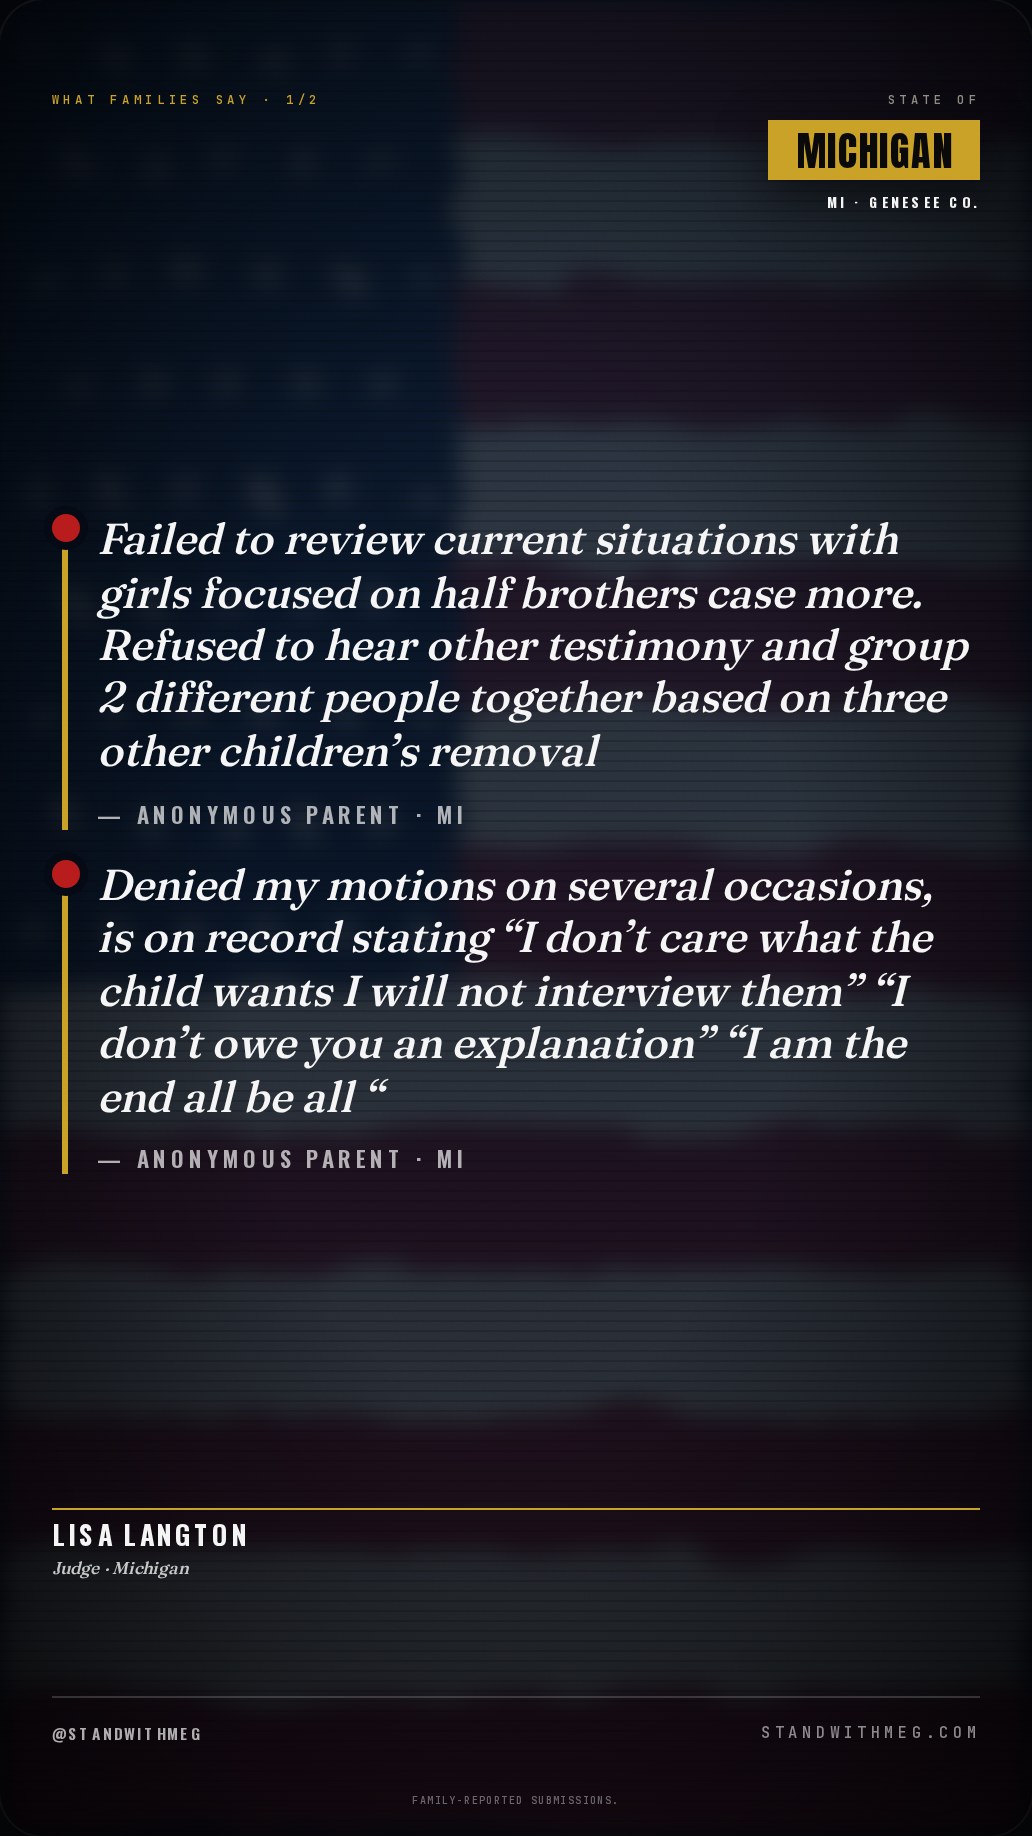 WHAT FAMILIES SAY · 1/2
STATE OF
MICHIGAN
MI · GENESEE CO.
Failed to review current situations with
girls focused on half brothers case more.
Refused to hear other testimony and group
2 different people together based on three
other children’s removal
— ANONYMOUS PARENT · MI
Denied my motions on several occasions,
is on record stating “I don’t care what the
child wants I will not interview them” “I
don’t owe you an explanation” “I am the
end all be all “
— ANONYMOUS PARENT · MI
LISA LANGTON
Judge · Michigan
@STANDWITHMEG
STANDWITHMEG.COM
FAMILY-REPORTED SUBMISSIONS.